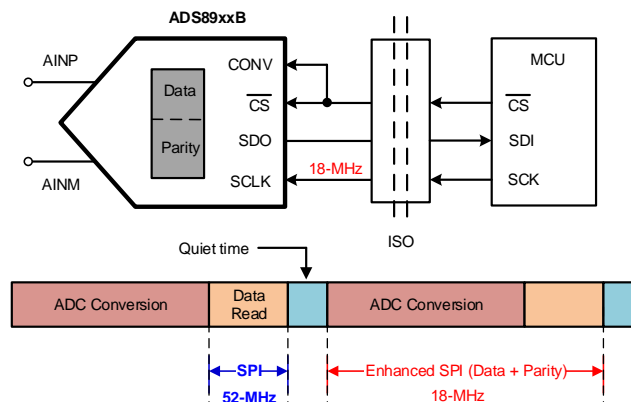 ADS89xxB
AINP
AINM
Data
Parity
CONV
CS
SDO
SCLK
18-MHz
ISO
MCU
CS
SDI
SCK
Quiet time
ADC Conversion
Data
Read
ADC Conversion
SPI
52-MHz
Enhanced SPI (Data + Parity)
18-MHz